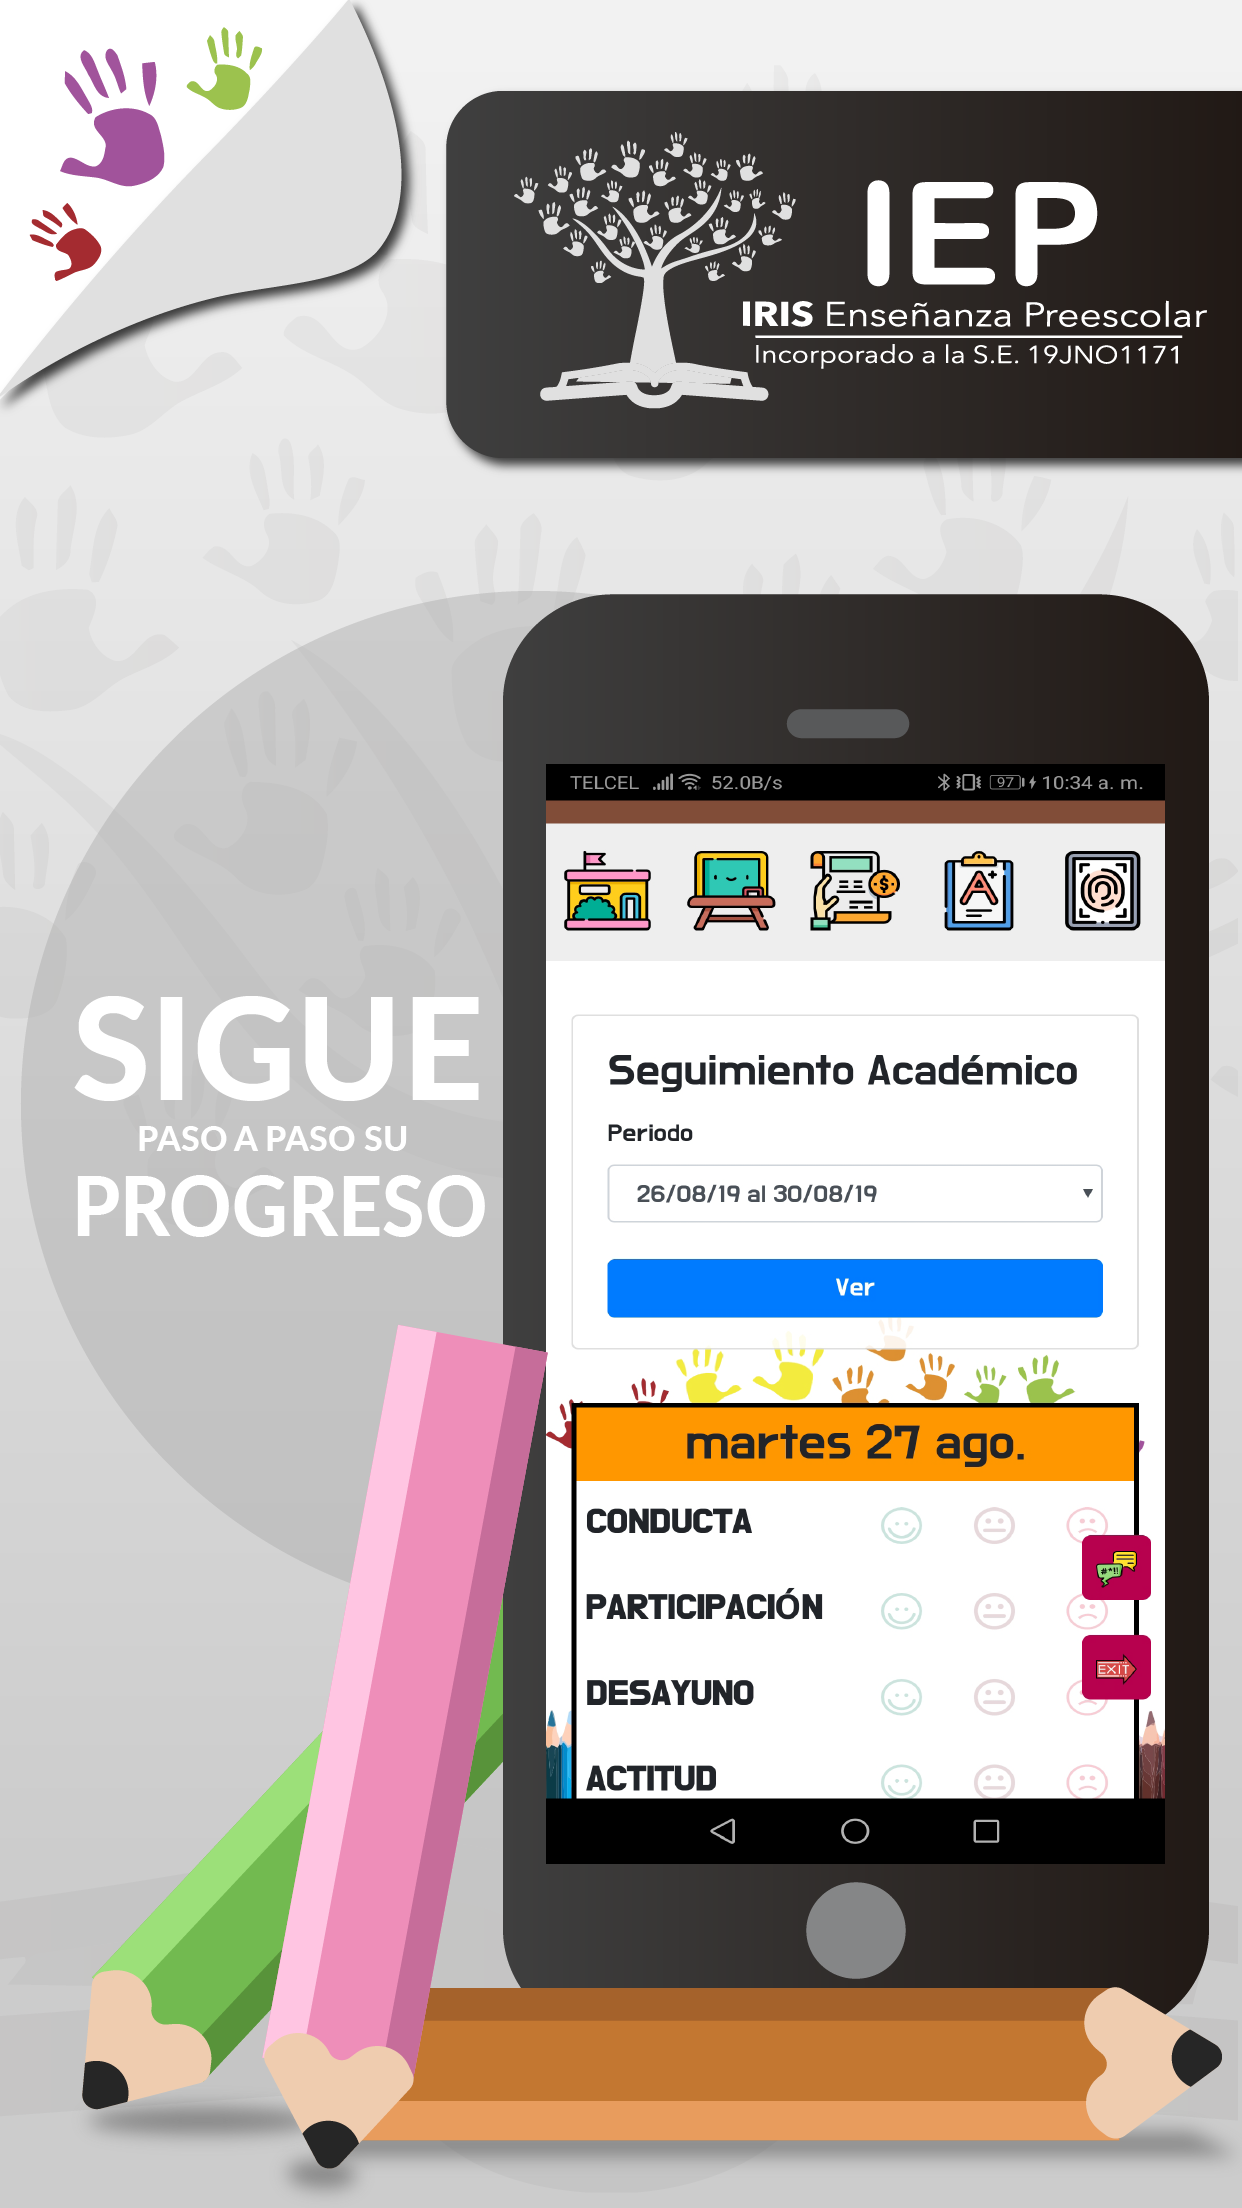 IEP
IRIS Enseñanza Preescolar
Incorporado a la S.E. 19JNO1171
TELCEL 52.0B/s 97 10:34 a. m.
SIGUE
PASO A PASO SU
PROGRESO
A+
Seguimiento Académico
Periodo
26/08/19 al 30/08/19
Ver
martes 27 ago.
CONDUCTA
#*!!
PARTICIPACIÓN
EXIT
DESAYUNO
ACTITUD